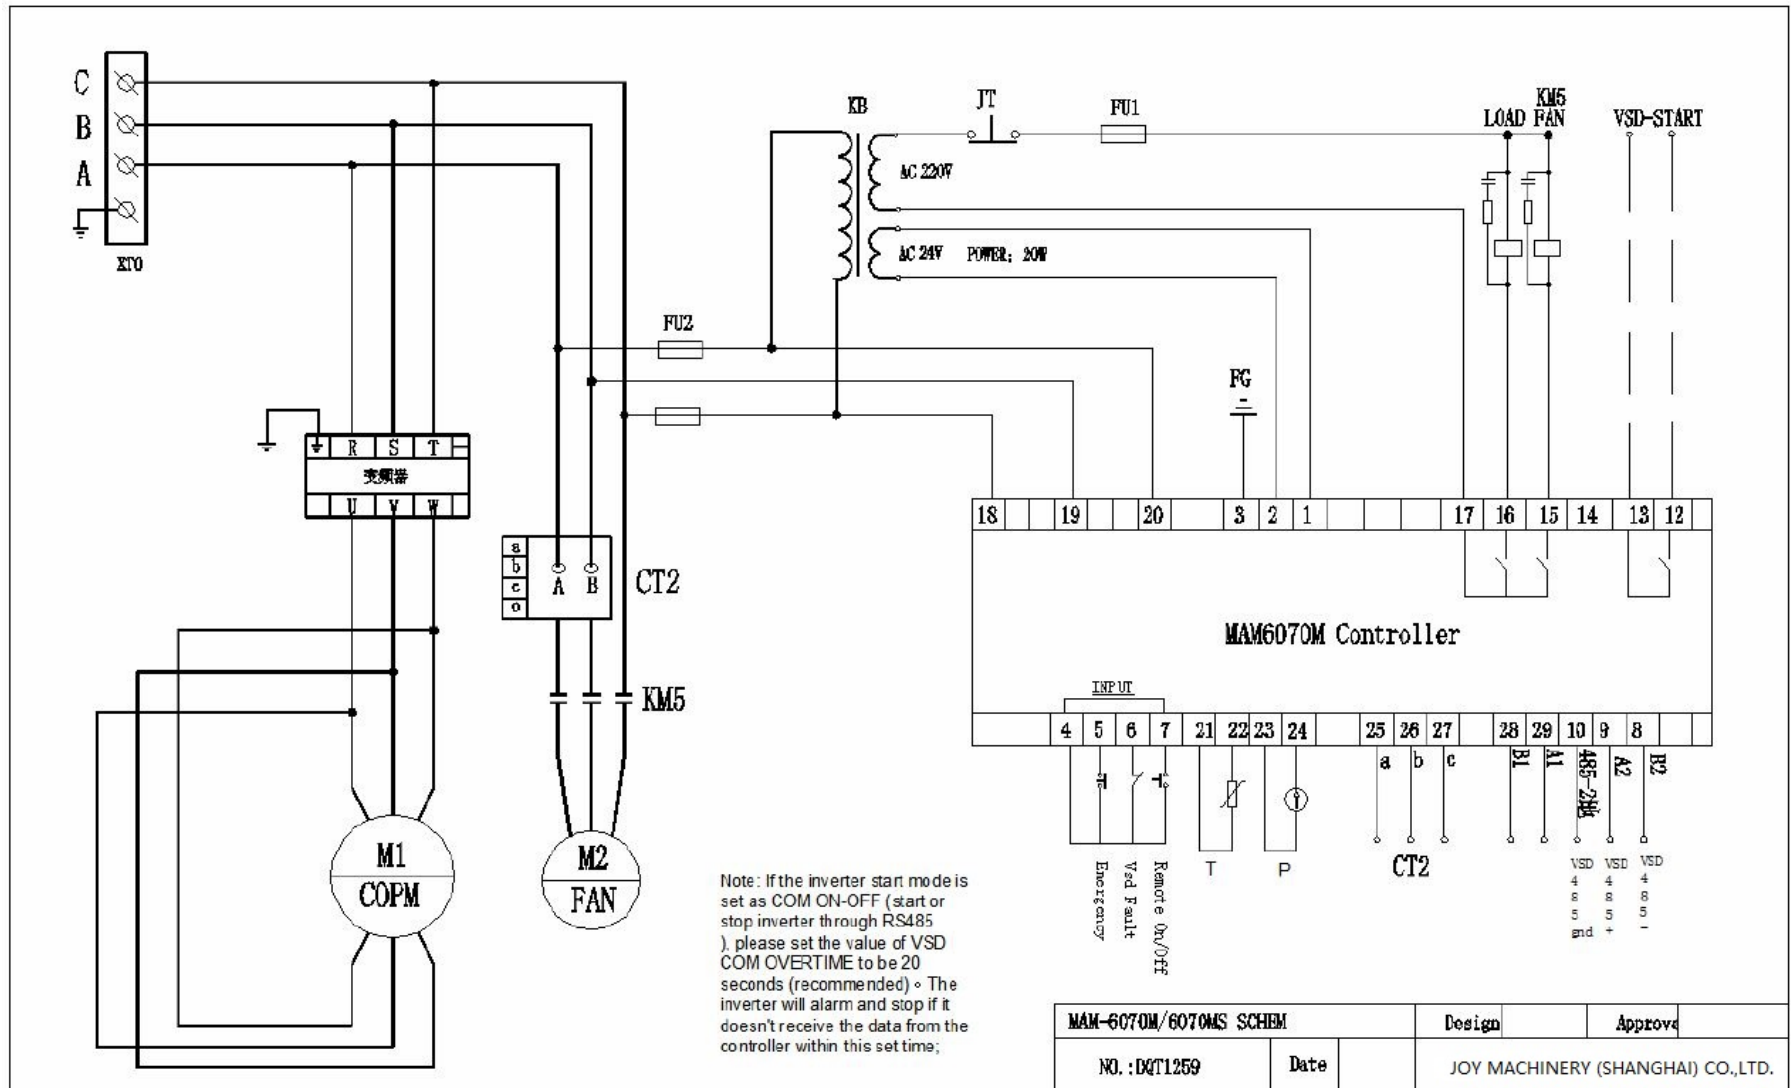 C
B
A
XT0
KB
JT
FU1
LOAD
KM5
FAN
VSD-START
AC 220V
AC 24V
POWER: 20W
FU2
FG
R S T
变频器
U V W
a
b
c
o
A B
CT2
KM5
18 19 20 3 2 1 17 16 15 14 13 12
MAM6070M Controller
INPUT
4 5 6 7 21 22 23 24 25 26 27 28 29 10 9 8
a b c
B1
A1
485-2地
A2
B2
Emergency
Vsd Fault
Remote On/Off
T
P
CT2
VSD 485 gnd
VSD 485 +
VSD 485 -
M1
COPM
M2
FAN
Note: If the inverter start mode is
set as COM ON-OFF (start or
stop inverter through RS485
), please set the value of VSD
COM OVERTIME to be 20
seconds (recommended)。The
inverter will alarm and stop if it
doesn't receive the data from the
controller within this set time;
MAM-6070M/6070MS SCHEM
Design
Approve
NO.:DQT1259
Date
JOY MACHINERY (SHANGHAI) CO.,LTD.